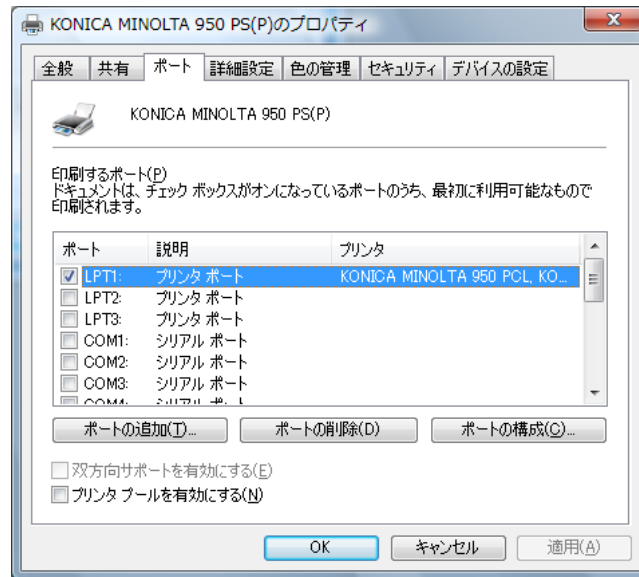 KONICA MINOLTA 950 PS(P)のプロパティ
全般 共有 ポート 詳細設定 色の管理 セキュリティ デバイスの設定
KONICA MINOLTA 950 PS(P)
印刷するポート(P)
ドキュメントは、チェック ボックスがオンになっているポートのうち、最初に利用可能なもので
印刷されます。
ポート 説明 プリンタ
LPT1: プリンタ ポート KONICA MINOLTA 950 PCL, KO...
LPT2: プリンタ ポート
LPT3: プリンタ ポート
COM1: シリアル ポート
COM2: シリアル ポート
COM3: シリアル ポート
COM4: シリアル ポート
ポートの追加(T)... ポートの削除(D) ポートの構成(C)...
双方向サポートを有効にする(E)
プリンタ プールを有効にする(N)
OK キャンセル 適用(A)